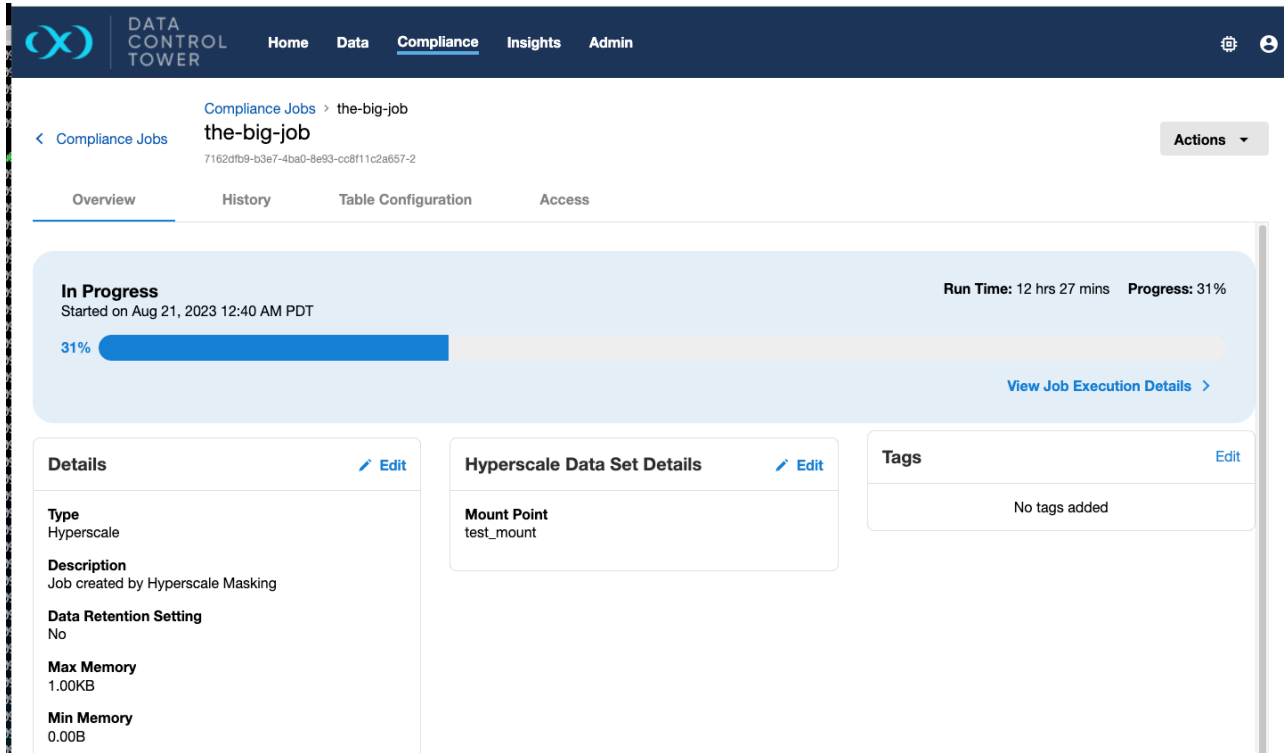 DATA
CONTROL
TOWER
Home Data Compliance Insights Admin
Compliance Jobs > the-big-job
< Compliance Jobs
the-big-job
7162dfb9-b3e7-4ba0-8e93-cc8f11c2a657-2
Actions
Overview History Table Configuration Access
In Progress
Run Time: 12 hrs 27 mins Progress: 31%
Started on Aug 21, 2023 12:40 AM PDT
31%
View Job Execution Details >
Details Edit
Type
Hyperscale
Description
Job created by Hyperscale Masking
Data Retention Setting
No
Max Memory
1.00KB
Min Memory
0.00B
Hyperscale Data Set Details Edit
Mount Point
test_mount
Tags Edit
No tags added